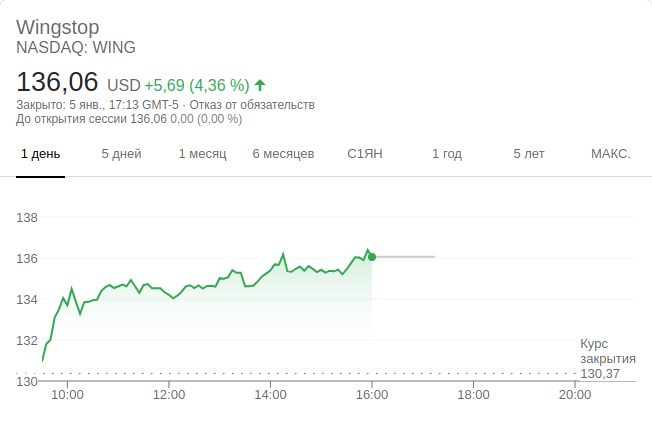 Wingstop
NASDAQ: WING
136,06 USD +5,69 (4,36 %) ↑
Закрыто: 5 янв., 17:13 GMT-5 · Отказ от обязательств
До открытия сессии 136,06 0,00 (0,00 %)
1 день 5 дней 1 месяц 6 месяцев С1ЯН 1 год 5 лет МАКС.
138
136
134
132
Курс
закрытия
130,37
130
10:00 12:00 14:00 16:00 18:00 20:00